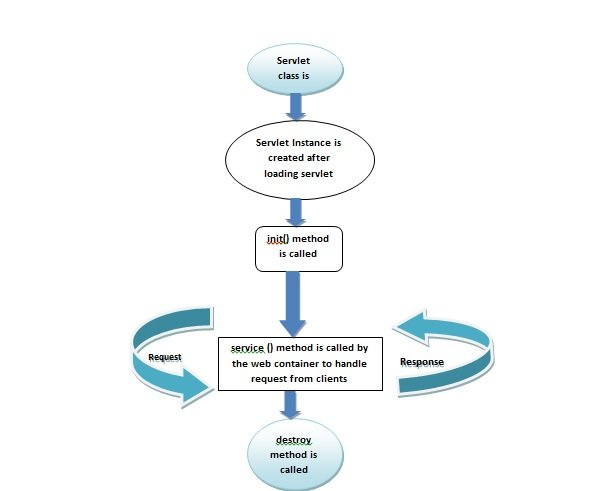 Servlet
class is
Servlet Instance is
created after
loading servlet
init() method
is called
service () method is called by
the web container to handle
request from clients
Request
Response
destroy
method is
called